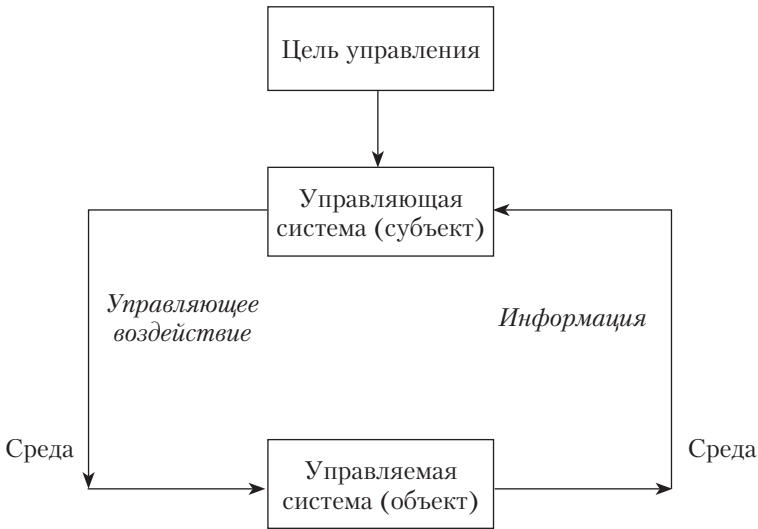 Цель управления
Управляющая
система (субъект)
Управляющее
воздействие
Информация
Среда
Среда
Управляемая
система (объект)